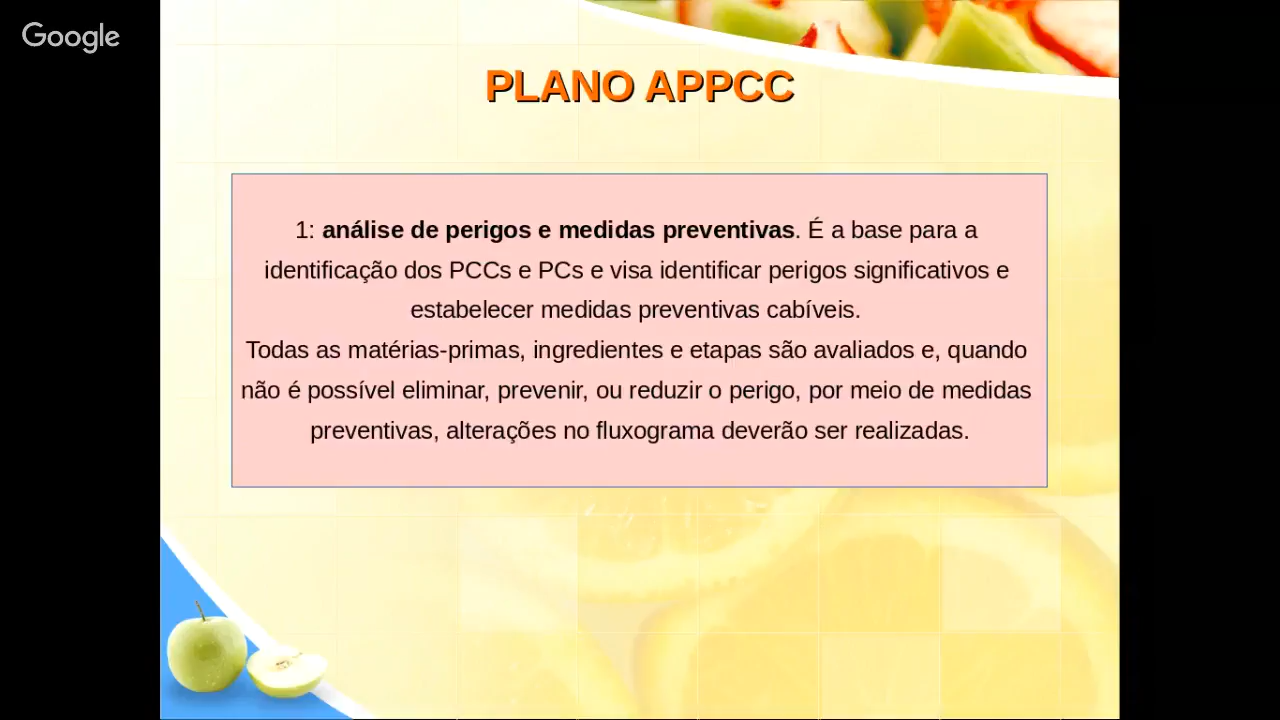 Google
PLANO APPCC
1: análise de perigos e medidas preventivas. É a base para a
identificação dos PCCs e PCs e visa identificar perigos significativos e
estabelecer medidas preventivas cabíveis.
Todas as matérias-primas, ingredientes e etapas são avaliados e, quando
não é possível eliminar, prevenir, ou reduzir o perigo, por meio de medidas
preventivas, alterações no fluxograma deverão ser realizadas.